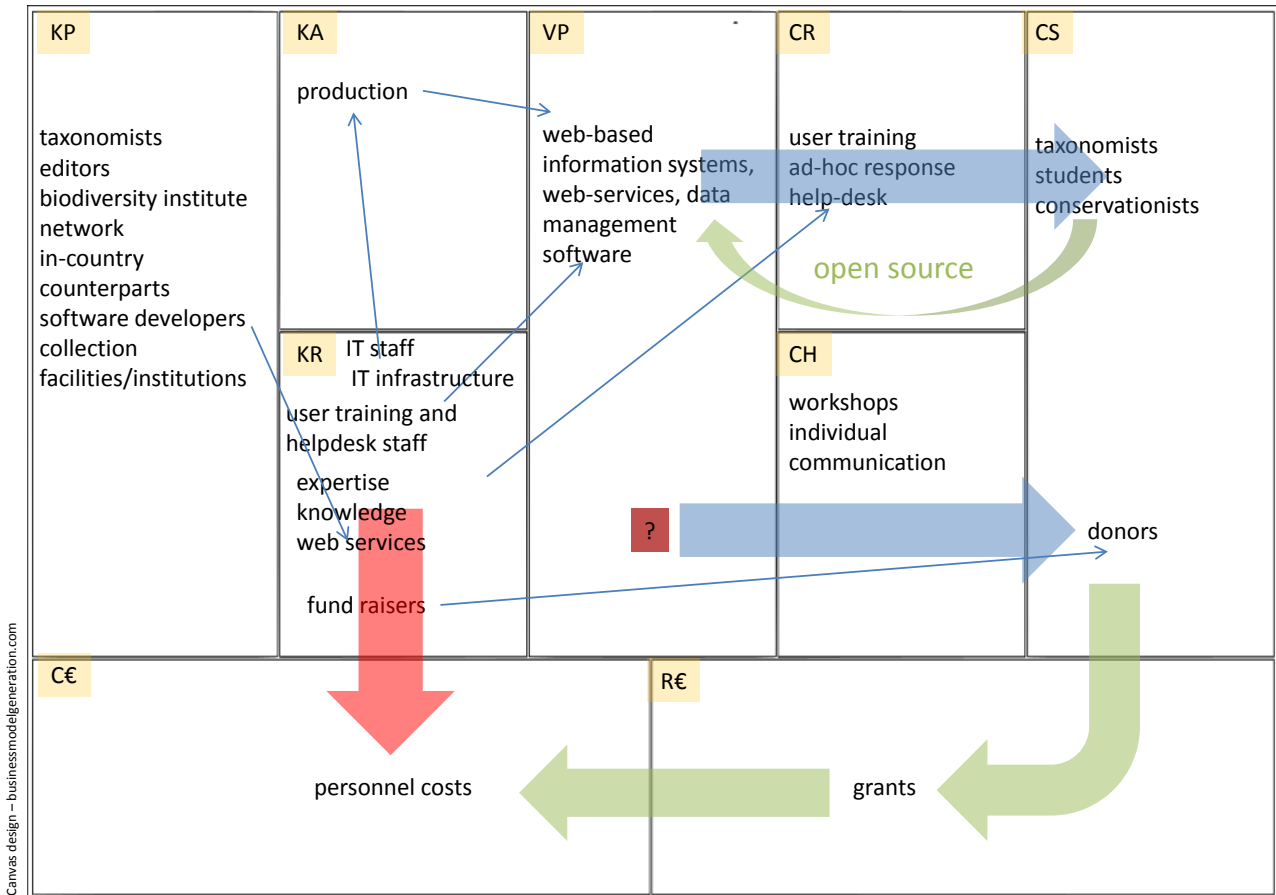 KP
taxonomists
editors
biodiversity institute
network
in-country
counterparts
software developers
collection
facilities/institutions
KA
production
KR
IT staff
IT infrastructure
user training and
helpdesk staff
expertise
knowledge
web services
fund raisers
VP
web-based
information systems,
web-services, data
management
software
?
CR
user training
ad-hoc response
help-desk
open source
CH
workshops
individual
communication
CS
taxonomists
students
conservationists
donors
C€
personnel costs
R€
grants
Canvas design – businessmodelgeneration.com